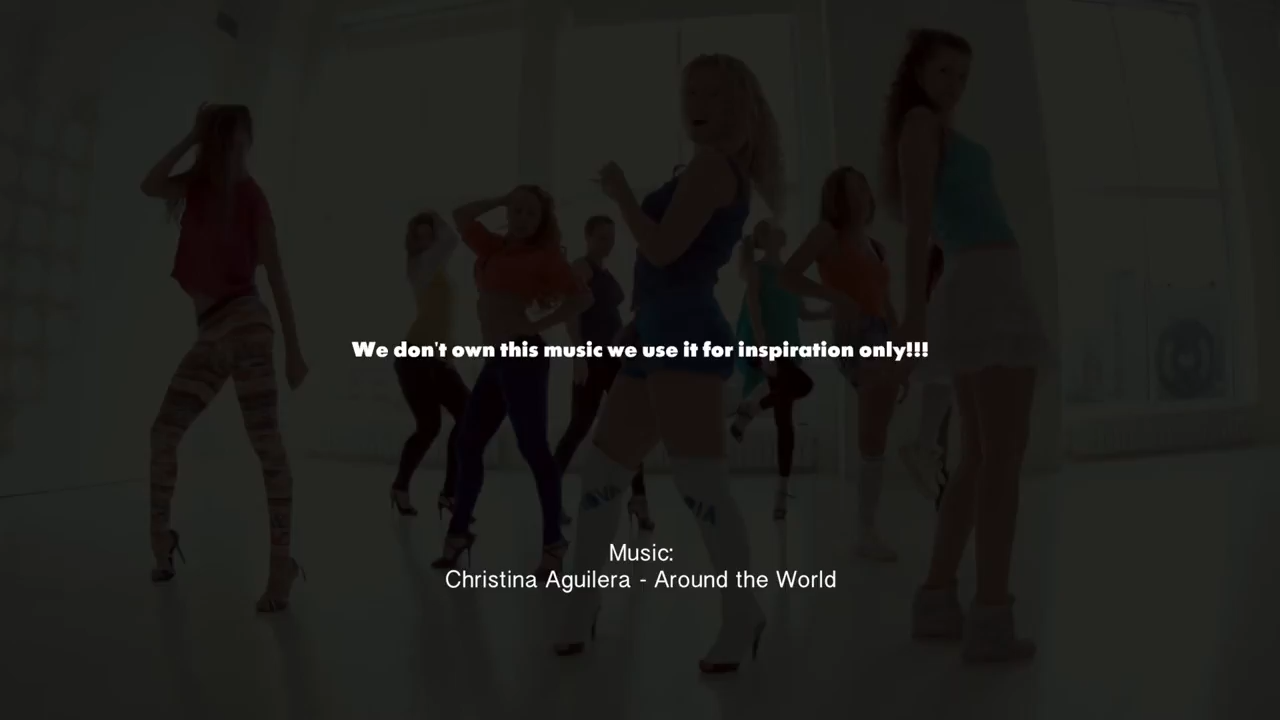 We don't own this music we use it for inspiration only!!!
Music:
Christina Aguilera - Around the World